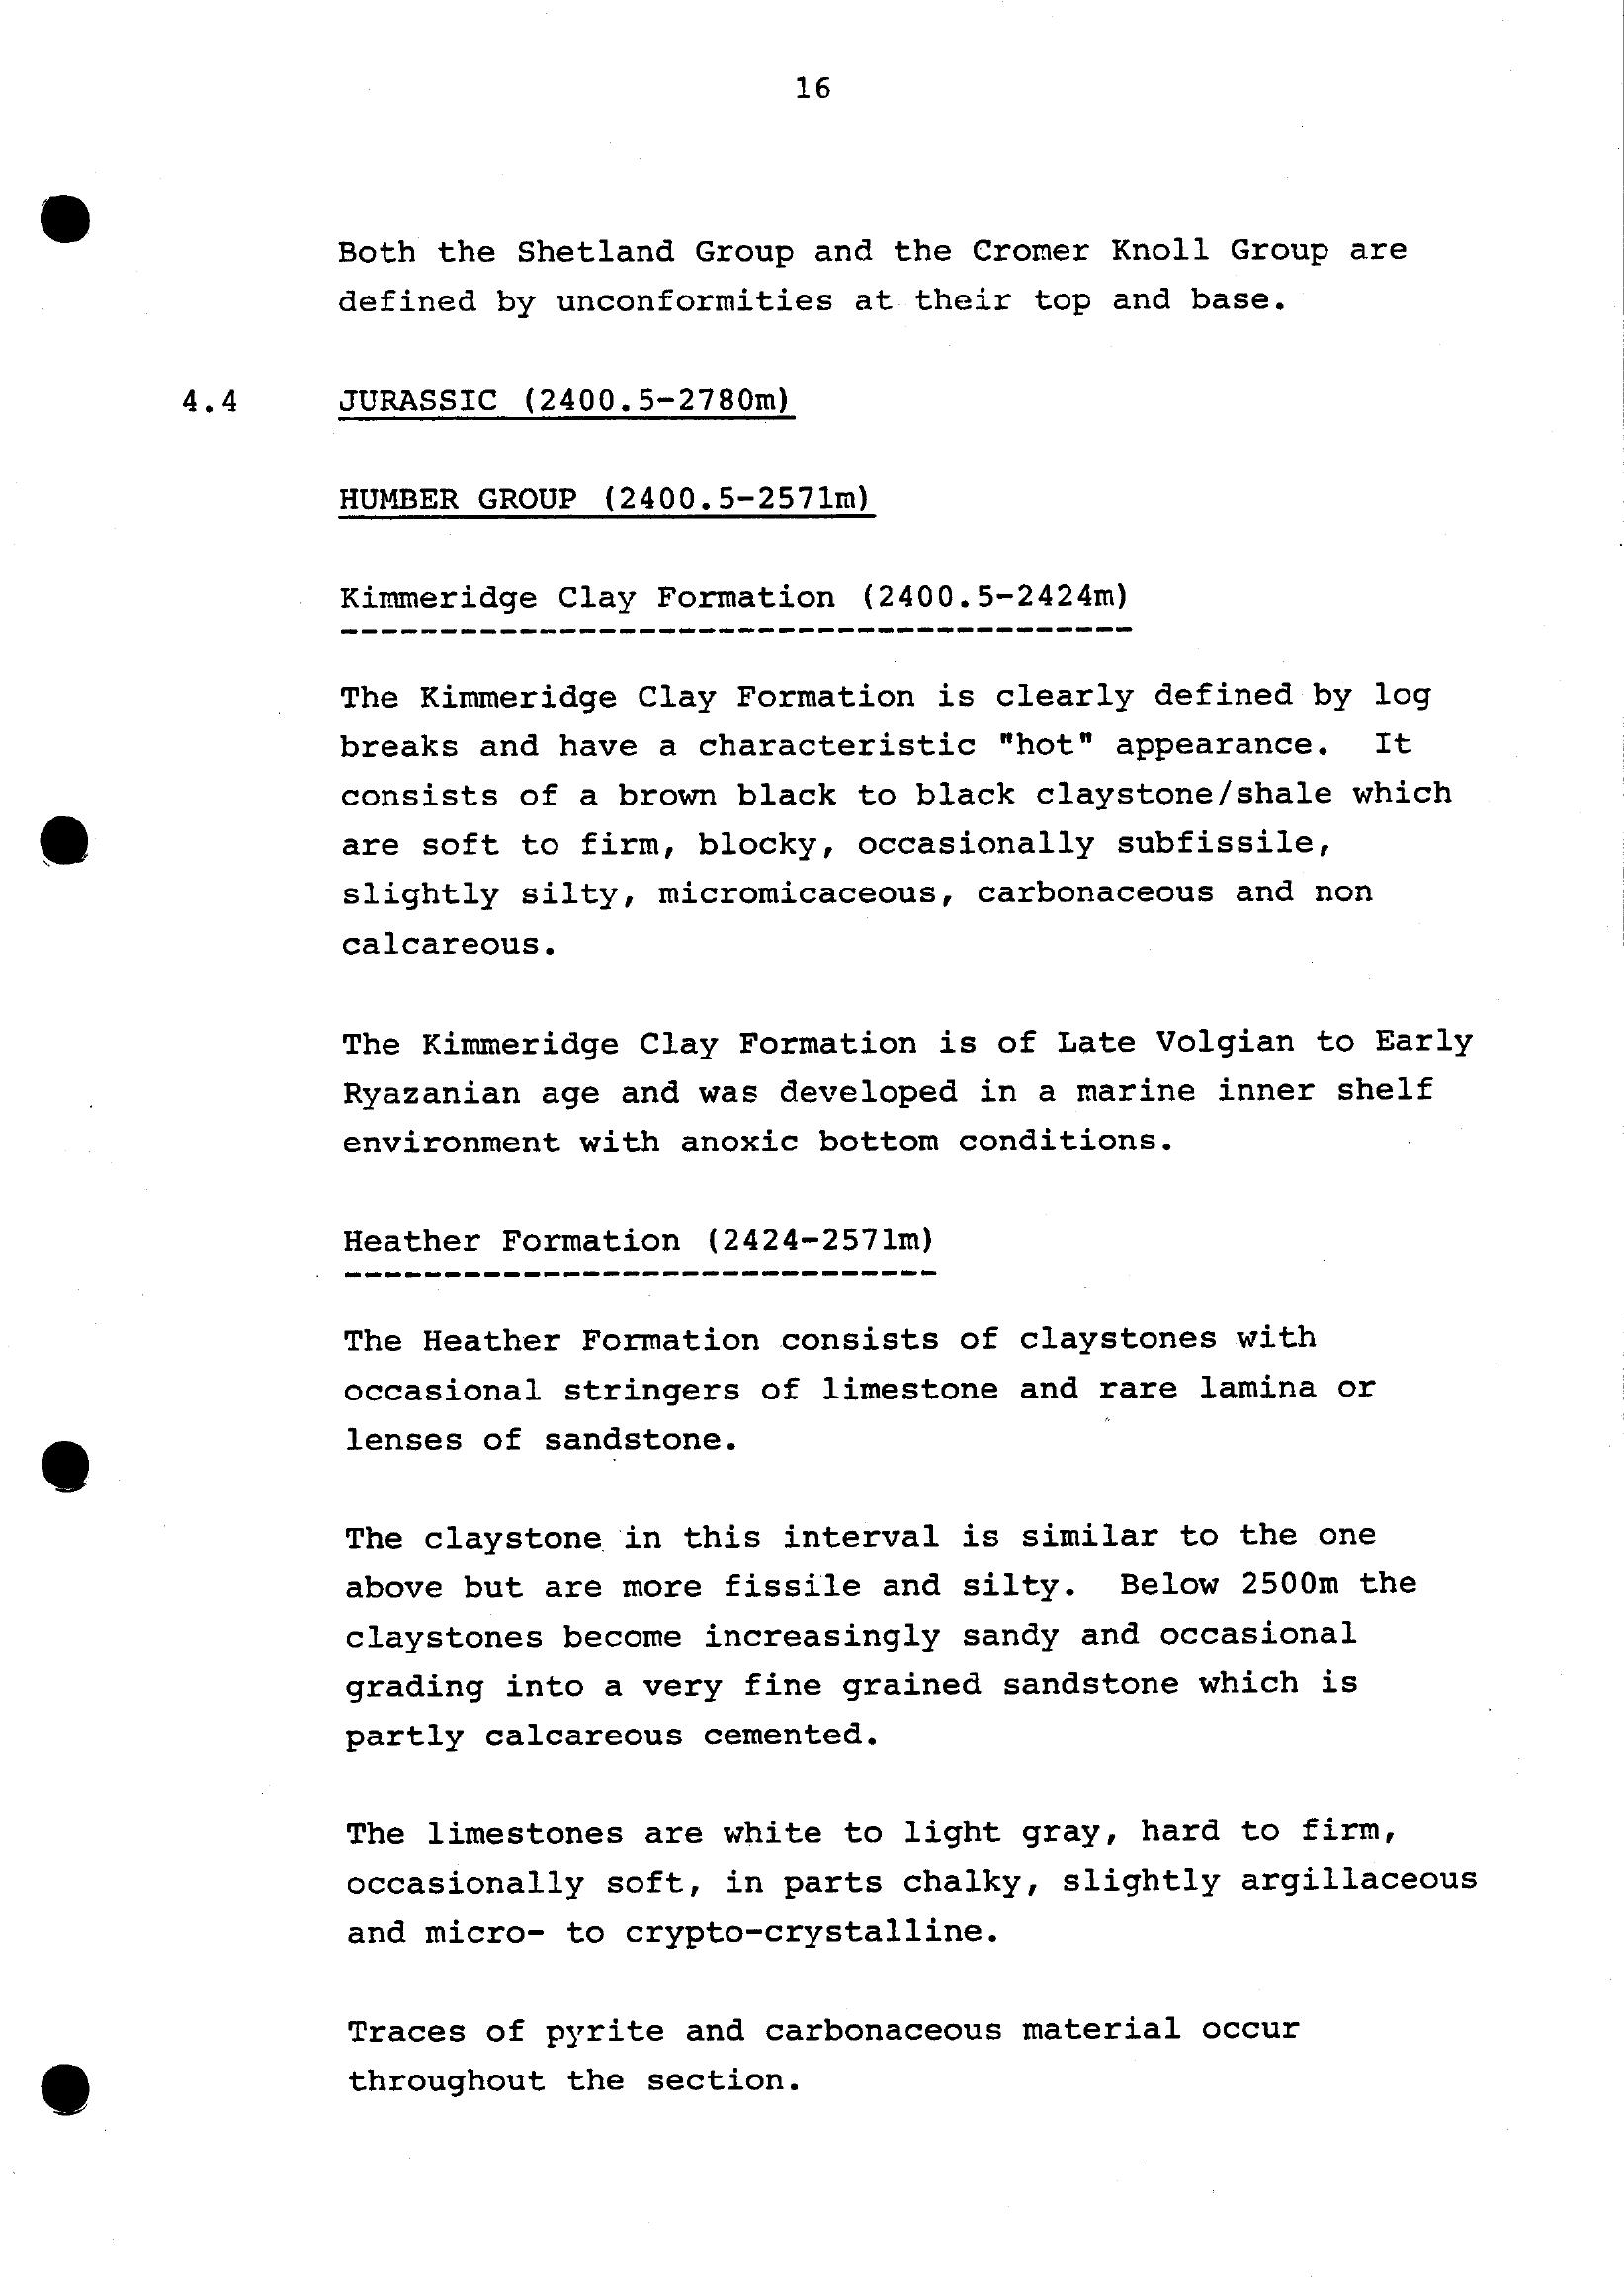 16
Both the Shetland Group and the Cromer Knoll Group are
defined by unconformities at their top and base.
4.4 JURASSIC (2400.5-2780m)
HUMBER GROUP (2400.5-2571m)
Kimmeridge Clay Formation (2400.5-2424m)
The Kimmeridge Clay Formation is clearly defined by log
breaks and have a characteristic "hot" appearance. It
consists of a brown black to black claystone/shale which
are soft to firm, blocky, occasionally subfissile,
slightly silty, micromicaceous, carbonaceous and non
calcareous.
The Kimmeridge Clay Formation is of Late Volgian to Early
Ryazanian age and was developed in a marine inner shelf
environment with anoxic bottom conditions.
Heather Formation (2424-2571m)
The Heather Formation consists of claystones with
occasional stringers of limestone and rare lamina or
lenses of sandstone.
The claystone in this interval is similar to the one
above but are more fissile and silty. Below 2500m the
claystones become increasingly sandy and occasional
grading into a very fine grained sandstone which is
partly calcareous cemented.
The limestones are white to light gray, hard to firm,
occasionally soft, in parts chalky, slightly argillaceous
and micro- to crypto-crystalline.
Traces of pyrite and carbonaceous material occur
throughout the section.